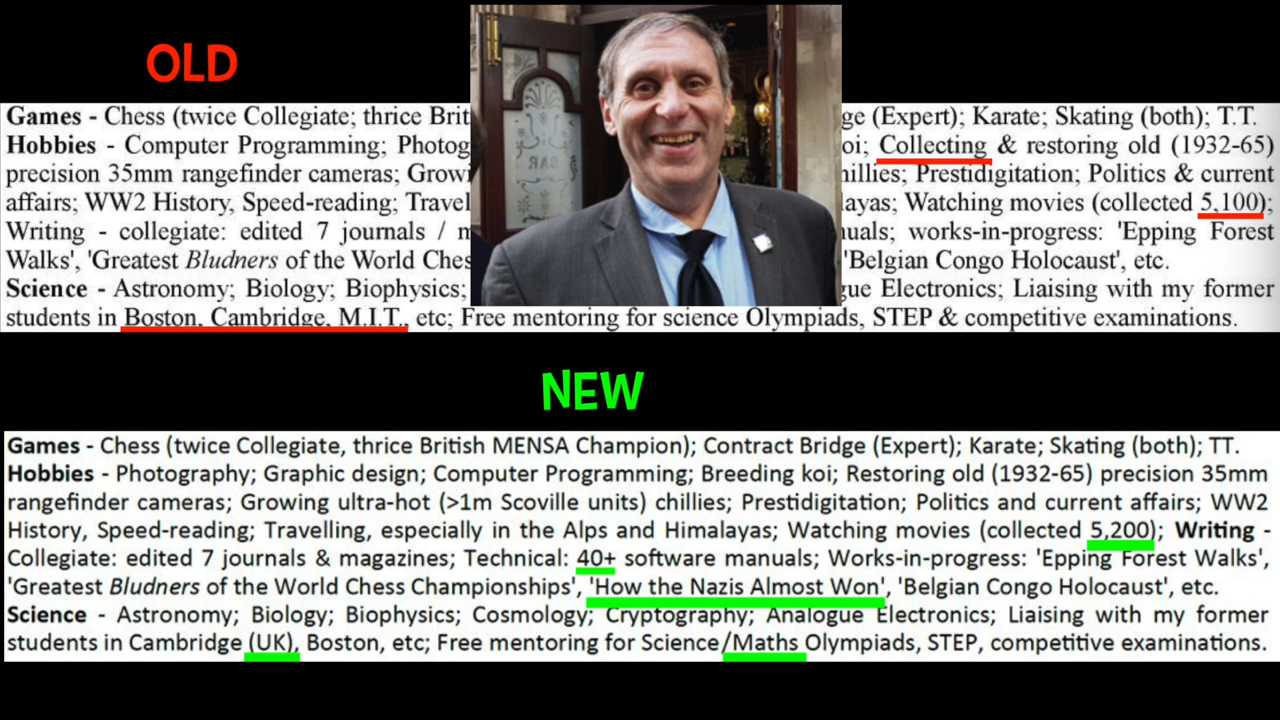 OLD
BAR
Games - Chess (twice Collegiate; thrice Brit
ge (Expert); Karate; Skating (both); T.T.
Hobbies - Computer Programming; Photog
oi; Collecting & restoring old (1932-65)
precision 35mm rangefinder cameras; Growi
hillies; Prestidigitation; Politics & current
affairs; WW2 History, Speed-reading; Travel
ayas; Watching movies (collected 5,100);
Writing - collegiate: edited 7 journals / m
uals; works-in-progress: 'Epping Forest
Walks', 'Greatest Bludners of the World Ches
'Belgian Congo Holocaust', etc.
Science - Astronomy; Biology; Biophysics;
gue Electronics; Liaising with my former
students in Boston, Cambridge, M.I.T., etc; Free mentoring for science Olympiads, STEP & competitive examinations.
NEW
Games - Chess (twice Collegiate, thrice British MENSA Champion); Contract Bridge (Expert); Karate; Skating (both); TT.
Hobbies - Photography; Graphic design; Computer Programming; Breeding koi; Restoring old (1932-65) precision 35mm
rangefinder cameras; Growing ultra-hot (>1m Scoville units) chillies; Prestidigitation; Politics and current affairs; WW2
History, Speed-reading; Travelling, especially in the Alps and Himalayas; Watching movies (collected 5,200); Writing -
Collegiate: edited 7 journals & magazines; Technical: 40+ software manuals; Works-in-progress: 'Epping Forest Walks',
'Greatest Bludners of the World Chess Championships', 'How the Nazis Almost Won', 'Belgian Congo Holocaust', etc.
Science - Astronomy; Biology; Biophysics; Cosmology; Cryptography; Analogue Electronics; Liaising with my former
students in Cambridge (UK), Boston, etc; Free mentoring for Science/Maths Olympiads, STEP, competitive examinations.